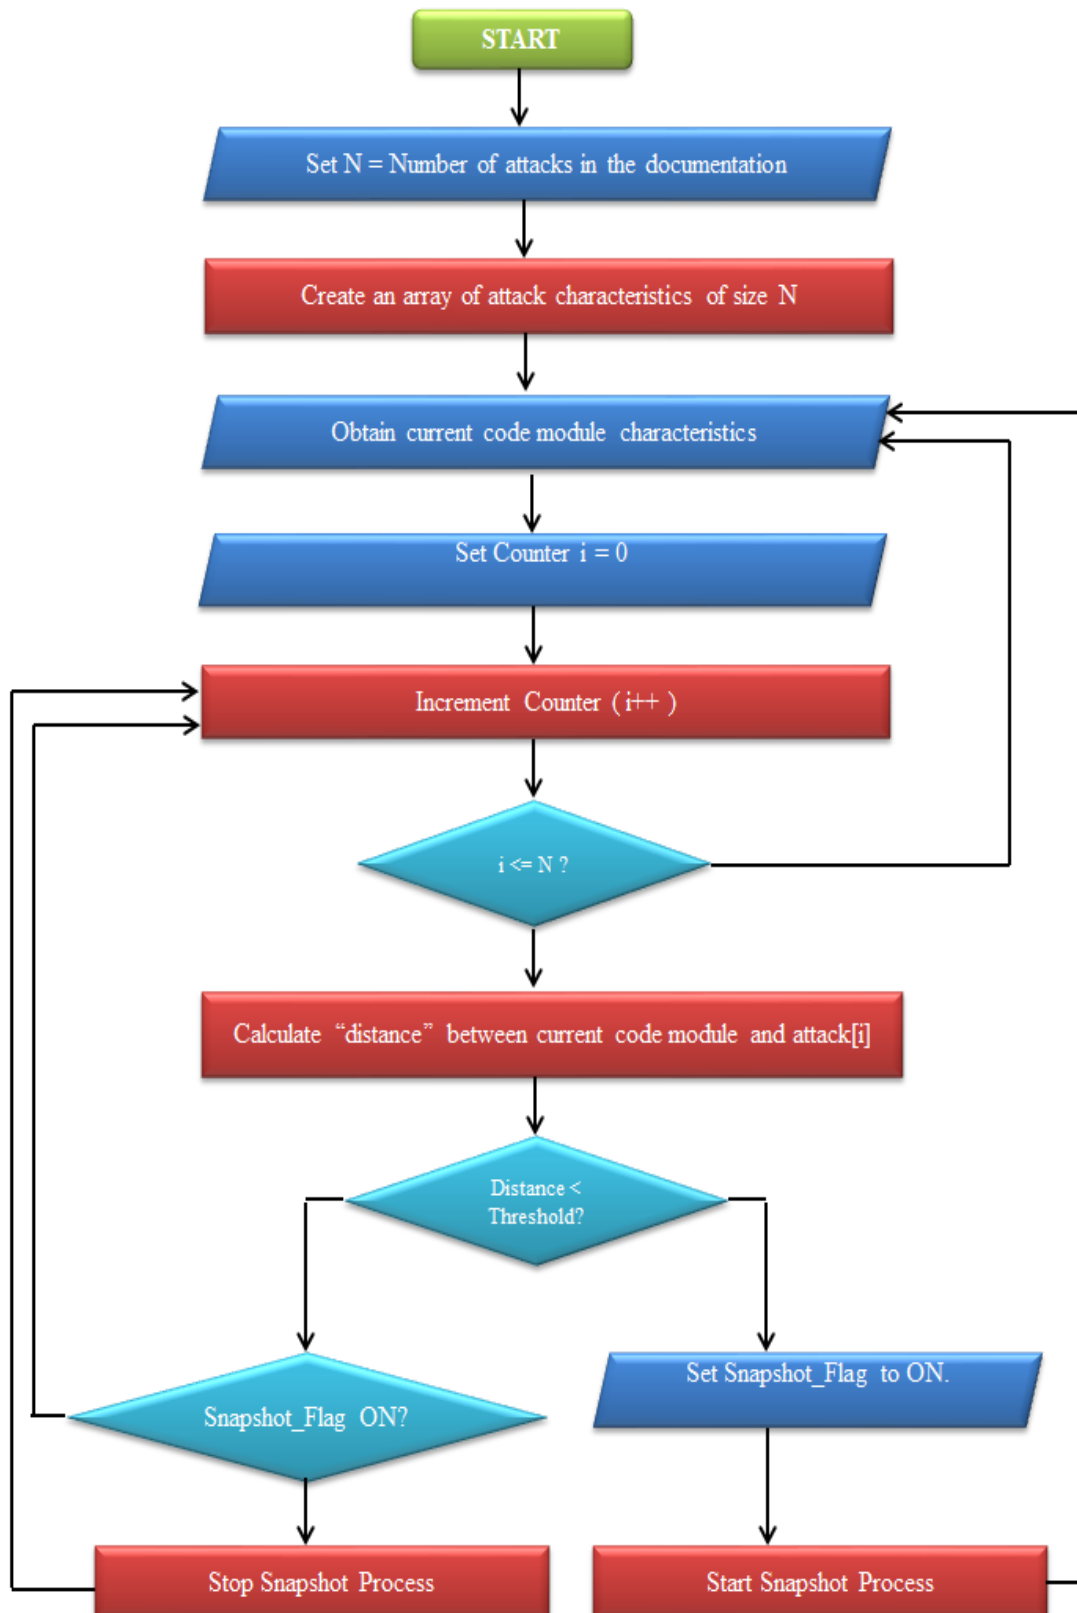 START
Set N = Number of attacks in the documentation
Create an array of attack characteristics of size N
Obtain current code module characteristics
Set Counter i = 0
Increment Counter ( i++ )
i <= N ?
Calculate “distance” between current code module and attack[i]
Distance <
Threshold?
Snapshot_Flag ON?
Set Snapshot_Flag to ON.
Stop Snapshot Process
Start Snapshot Process